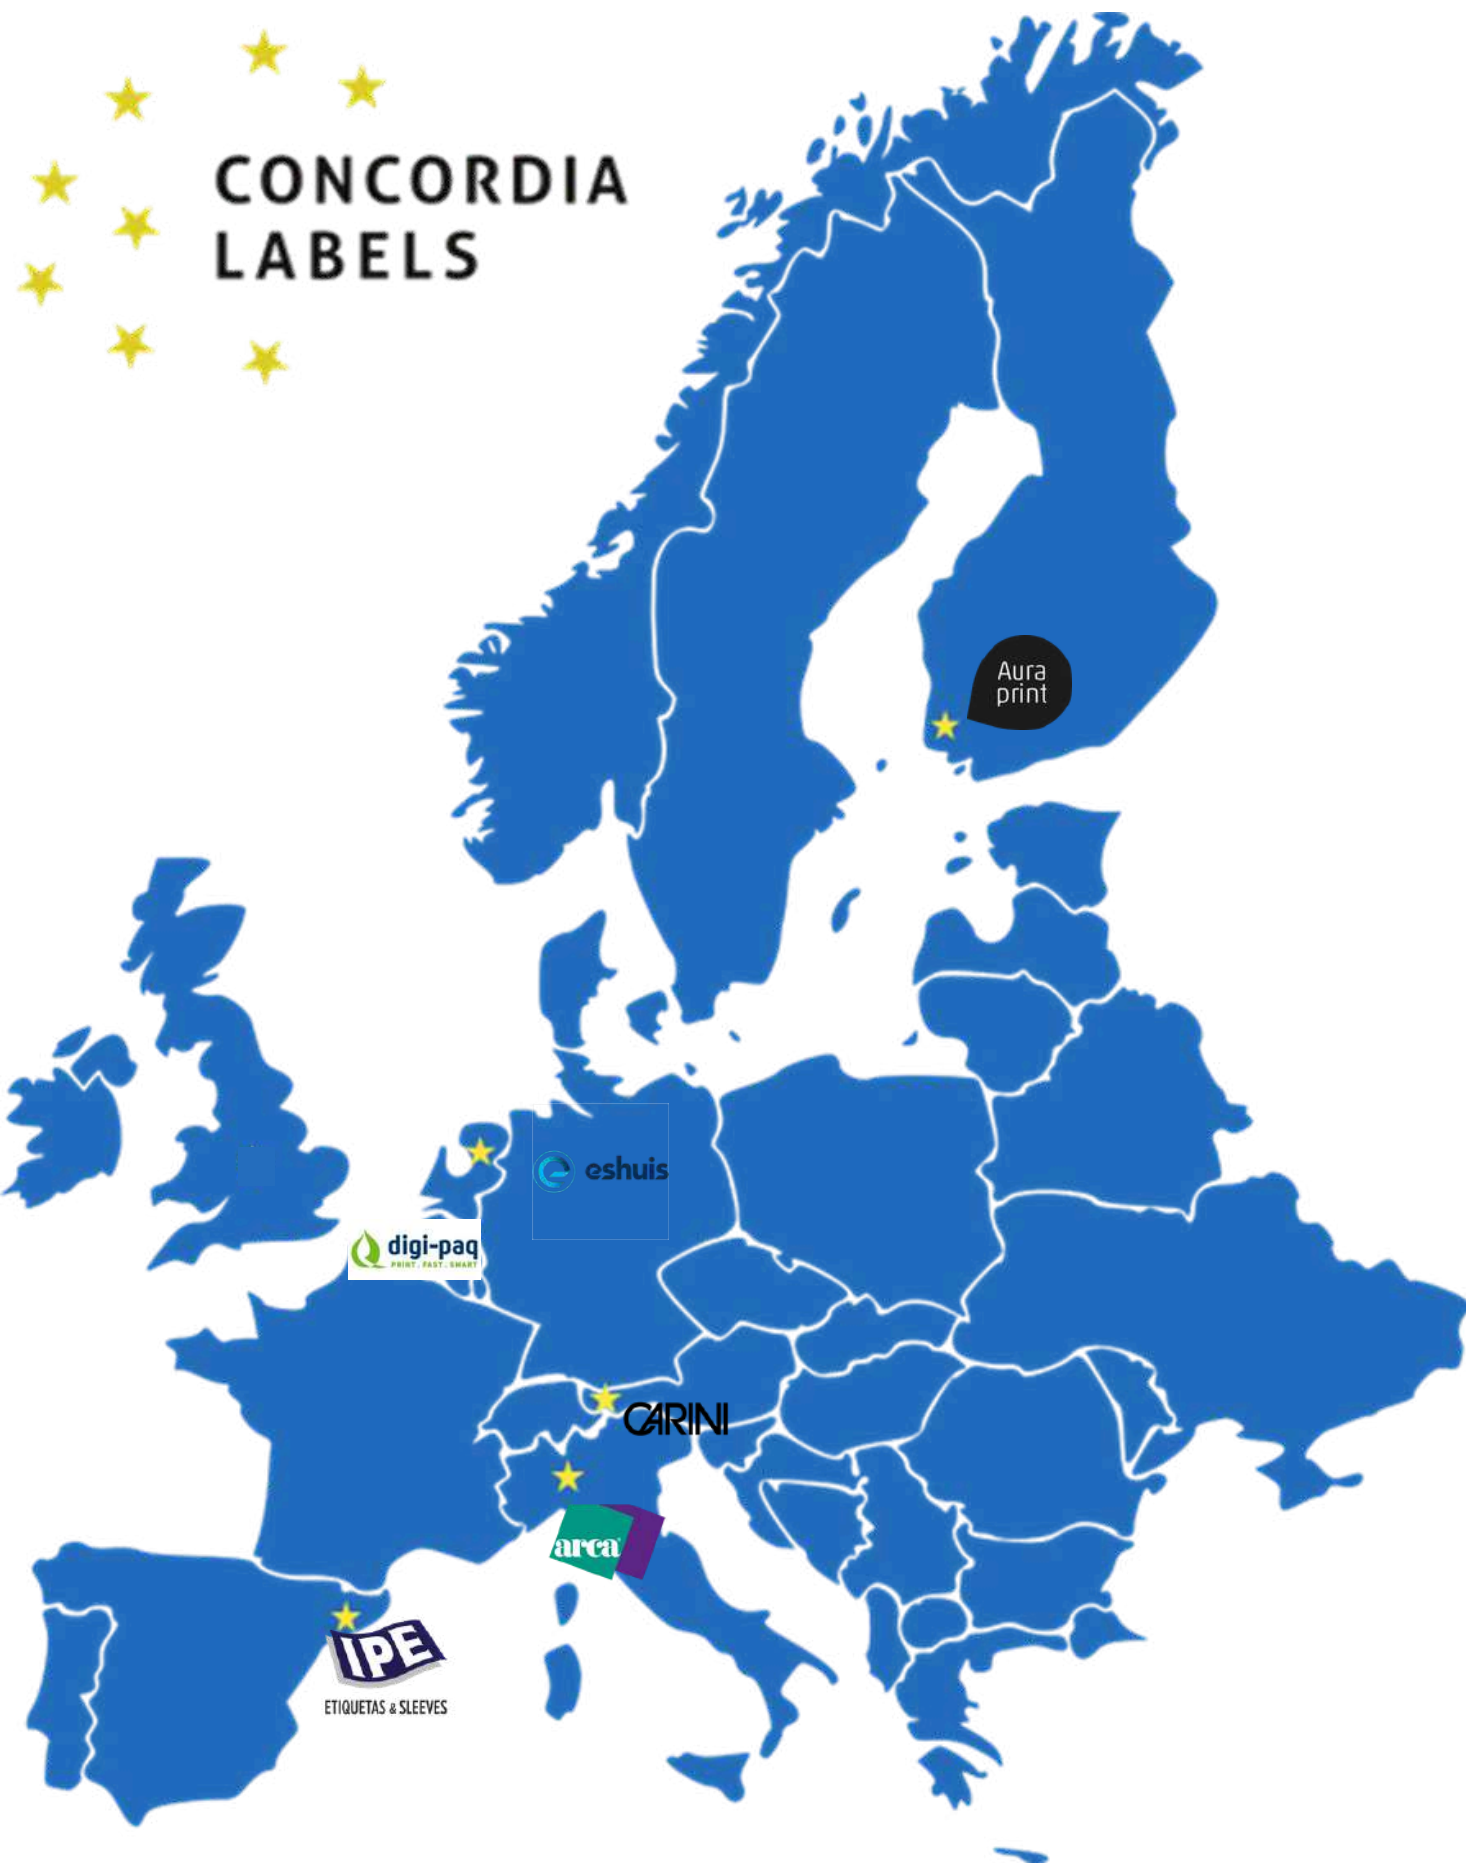 CONCORDIA
LABELS
Aura
print
eshuis
digi-paq
PRINT. FAST. SMART
CARINI
arca
IPE
ETIQUETAS & SLEEVES